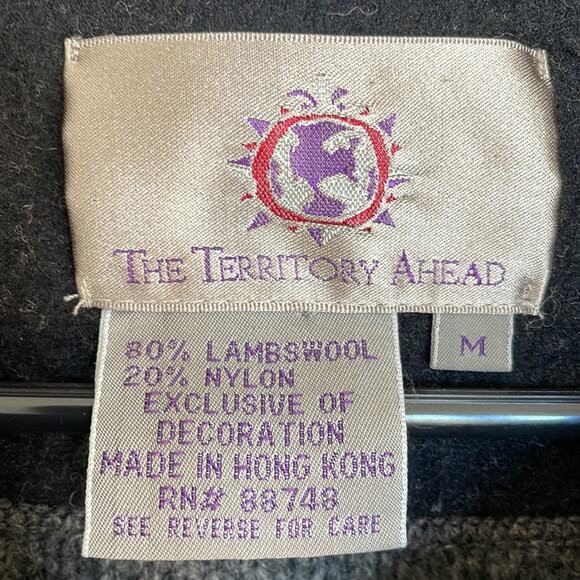 THE TERRITORY AHEAD
M
80% LAMBSWOOL
20% NYLON
EXCLUSIVE OF
DECORATION
MADE IN HONG KONG
RN# 88748
SEE REVERSE FOR CARE